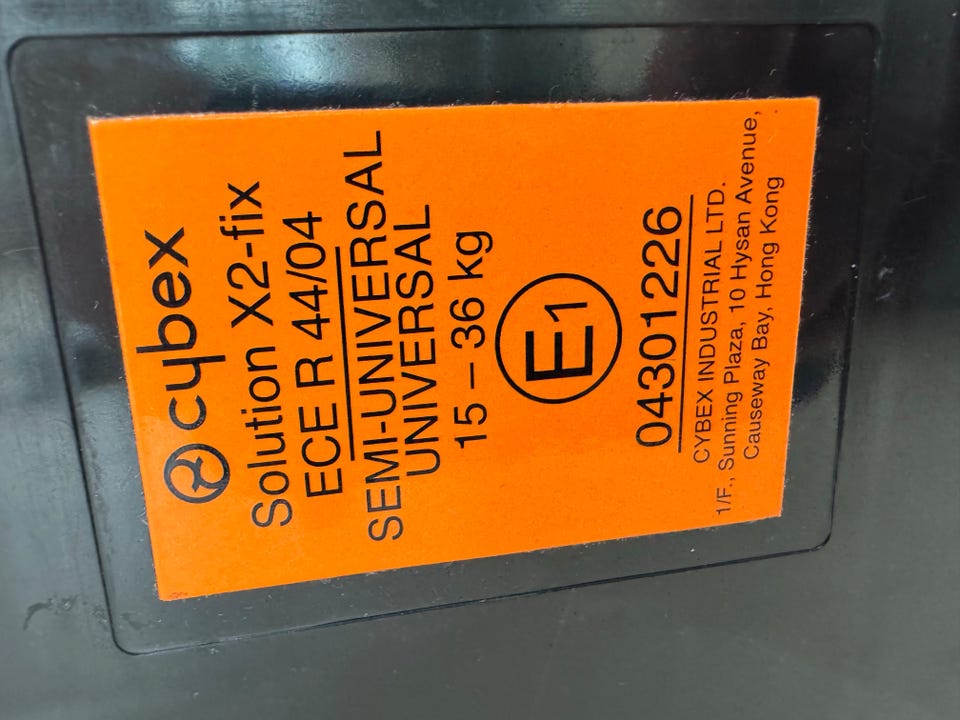 cybex
Solution X2-fix
ECE R 44/04
SEMI-UNIVERSAL
UNIVERSAL
15 – 36 kg
E1
04301226
CYBEX INDUSTRIAL LTD.
1/F., Sunning Plaza, 10 Hysan Avenue,
Causeway Bay, Hong Kong